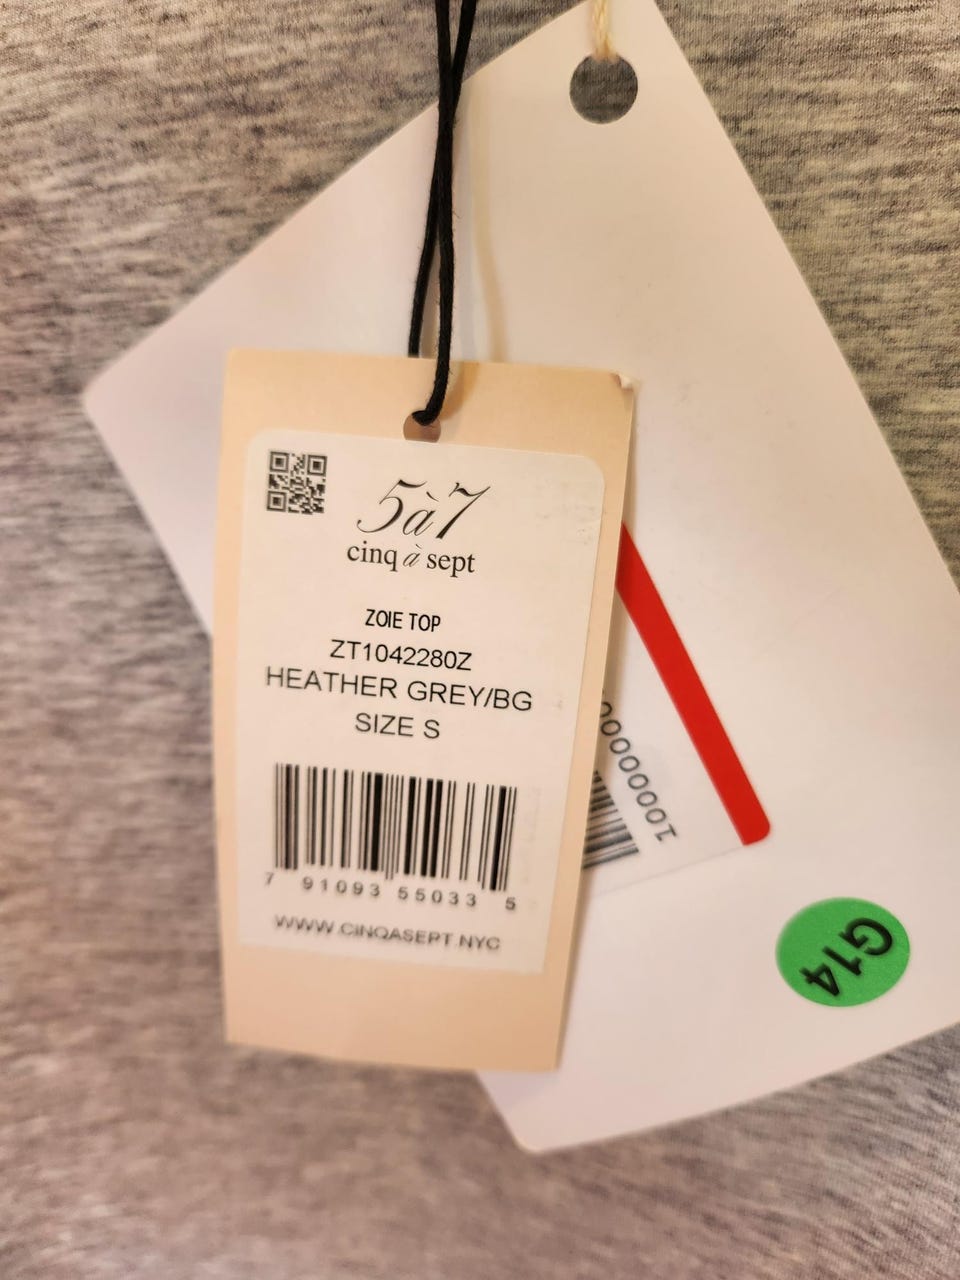 5à7
cinq à sept
ZOIE TOP
ZT1042280Z
HEATHER GREY/BG
SIZE S
7 91093 55033 5
WWW.CINQASEPT.NYC
G14